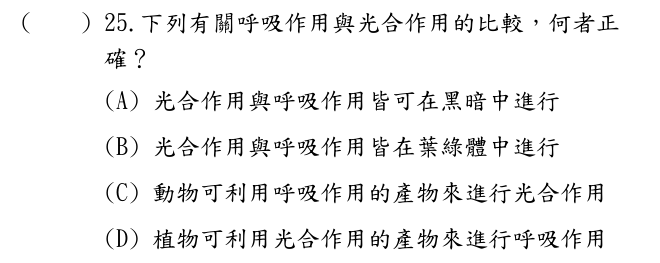 (　　) 25. 下列有關呼吸作用與光合作用的比較，何者正
確？
(A) 光合作用與呼吸作用皆可在黑暗中進行
(B) 光合作用與呼吸作用皆在葉綠體中進行
(C) 動物可利用呼吸作用的產物來進行光合作用
(D) 植物可利用光合作用的產物來進行呼吸作用